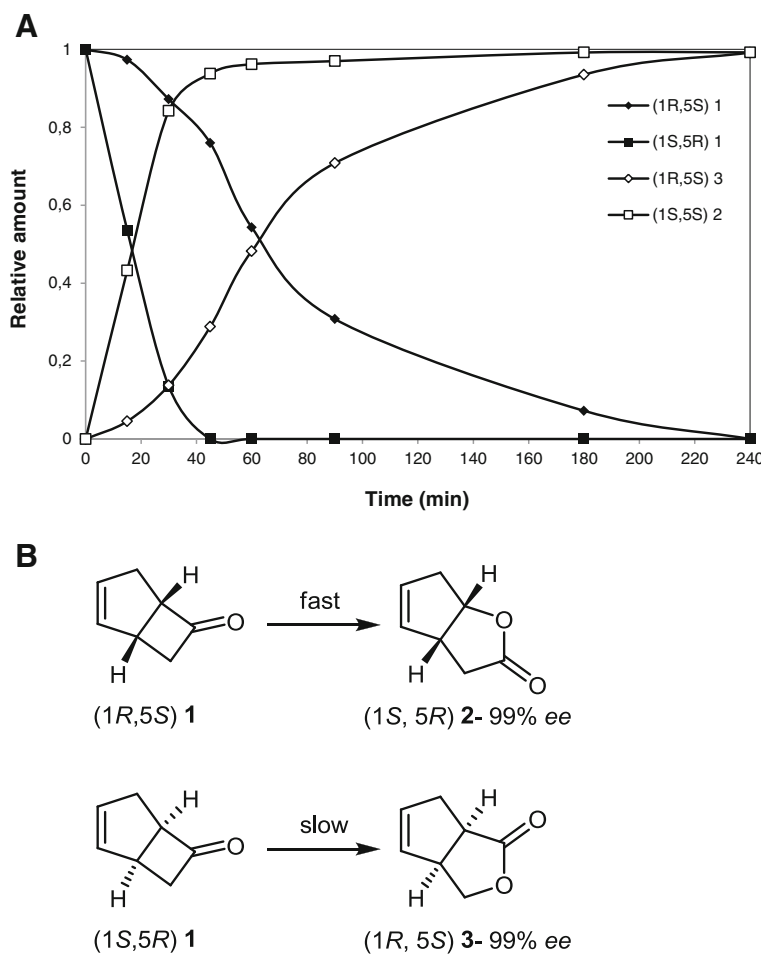 A
Relative amount
1
0,8
0,6
0,4
0,2
0
0 20 40 60 80 100 120 140 160 180 200 220 240
Time (min)
(1R,5S) 1
(1S,5R) 1
(1R,5S) 3
(1S,5S) 2
B
H
H
O
fast
H
O
H
O
(1R,5S) 1
(1S, 5R) 2- 99% ee
H
H
O
slow
H
O
H
O
(1S,5R) 1
(1R, 5S) 3- 99% ee